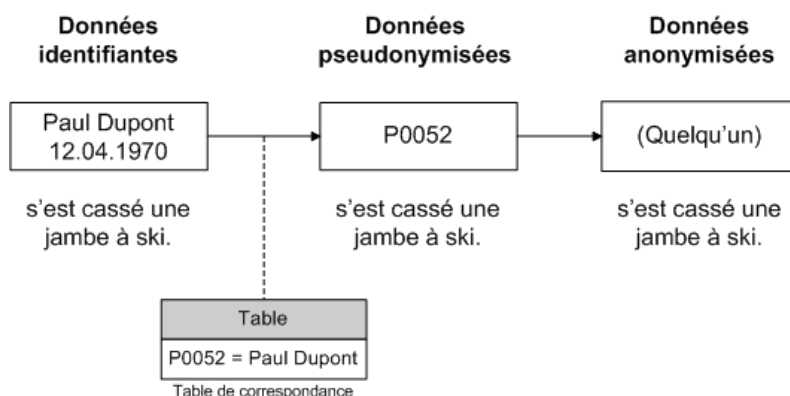 Données
identifiantes
Données
pseudonymisées
Données
anonymisées
Paul Dupont
12.04.1970
P0052
(Quelqu'un)
s'est cassé une
jambe à ski.
s'est cassé une
jambe à ski.
s'est cassé une
jambe à ski.
Table
P0052 = Paul Dupont
Table de correspondance